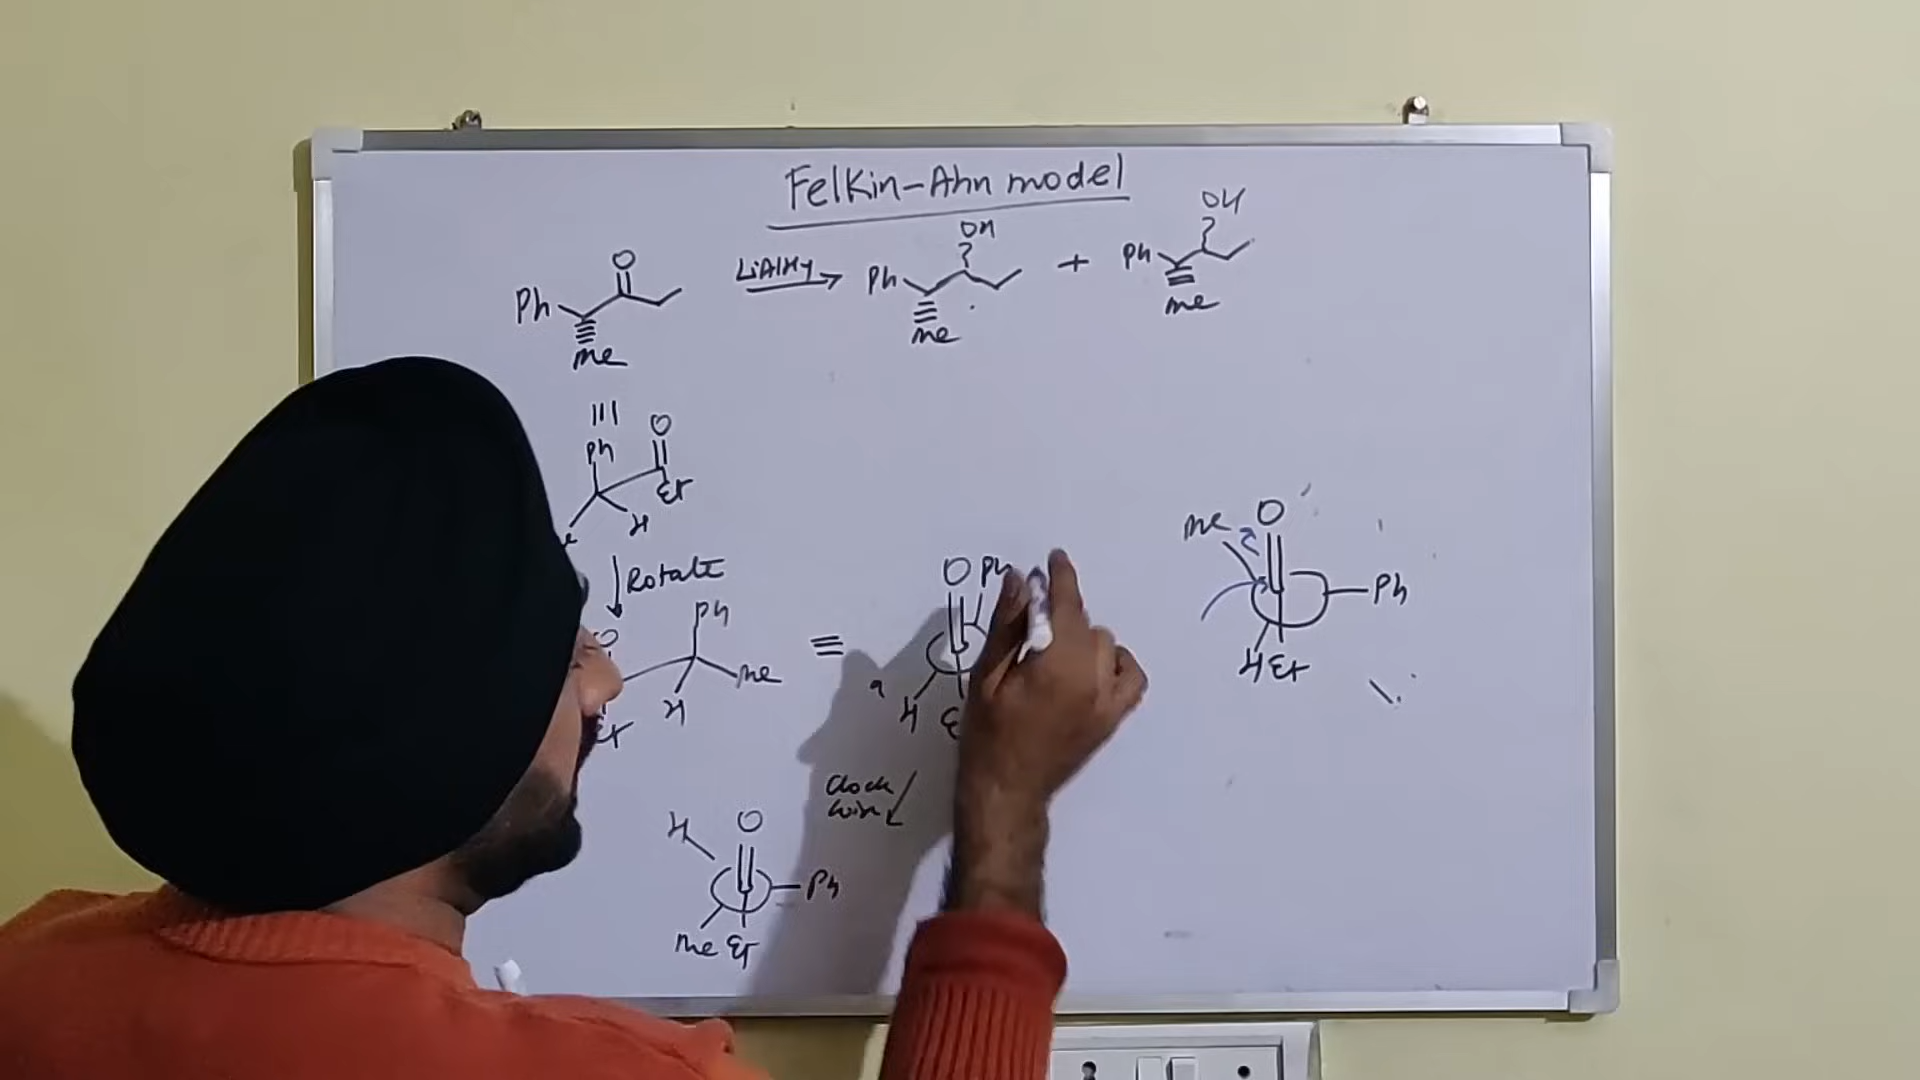 Felkin-Ahn model
O
Ph
Me
LiAlH4
OH
Ph
Me
+
OH
Ph
Me
Ph
O
Et
H
Rotate
O
Ph
Me
H
Et
≡
O Ph
H
Me O
Ph
H Et
Clock
wise
H O
Ph
Me Et